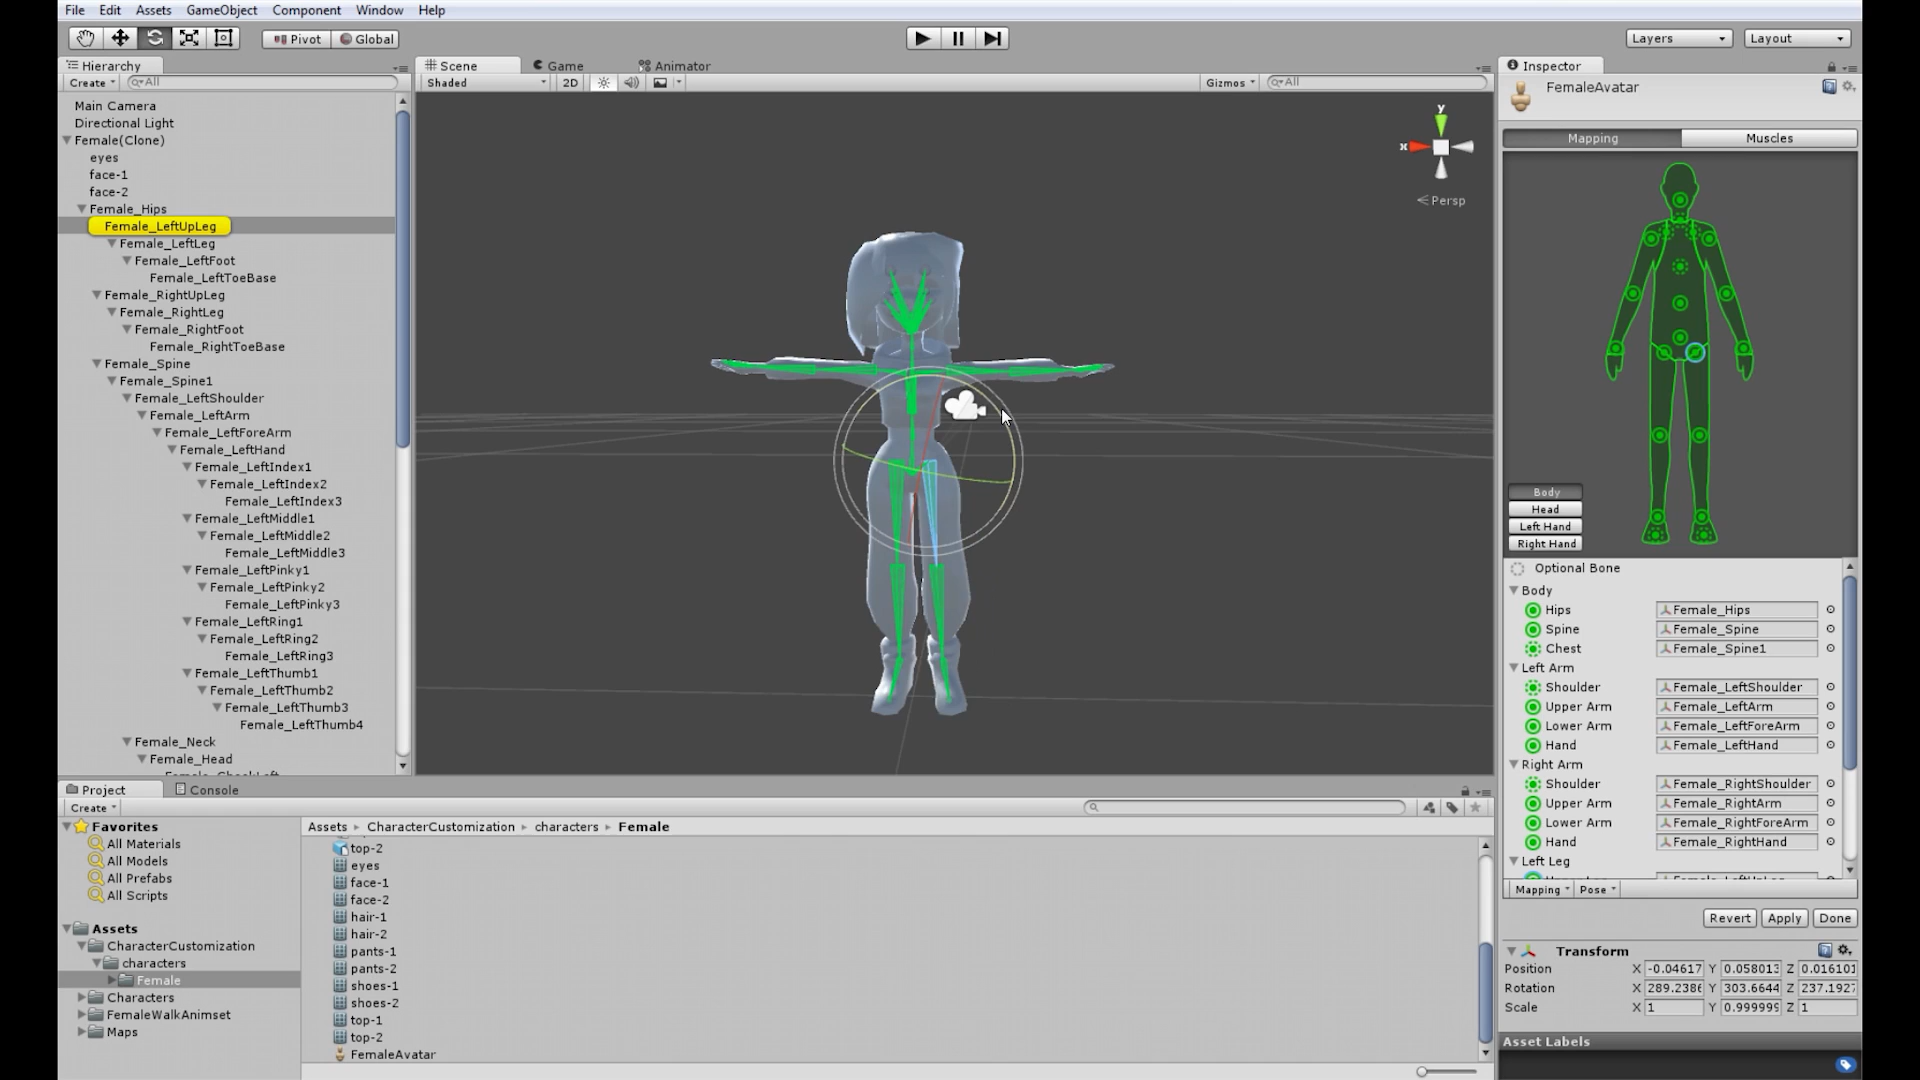 File Edit Assets GameObject Component Window Help
Pivot Global Layers Layout
Hierarchy
Create All
Main Camera
Directional Light
Female(Clone)
eyes
face-1
face-2
Female_Hips
Female_LeftUpLeg
Female_LeftLeg
Female_LeftFoot
Female_LeftToeBase
Female_RightUpLeg
Female_RightLeg
Female_RightFoot
Female_RightToeBase
Female_Spine
Female_Spine1
Female_LeftShoulder
Female_LeftArm
Female_LeftForeArm
Female_LeftHand
Female_LeftIndex1
Female_LeftIndex2
Female_LeftIndex3
Female_LeftMiddle1
Female_LeftMiddle2
Female_LeftMiddle3
Female_LeftPinky1
Female_LeftPinky2
Female_LeftPinky3
Female_LeftRing1
Female_LeftRing2
Female_LeftRing3
Female_LeftThumb1
Female_LeftThumb2
Female_LeftThumb3
Female_LeftThumb4
Female_Neck
Female_Head
Scene Game Animator
Shaded 2D Gizmos All
y
x
Persp
Inspector
FemaleAvatar
Mapping Muscles
Body
Head
Left Hand
Right Hand
Optional Bone
Body
Hips Female_Hips
Spine Female_Spine
Chest Female_Spine1
Left Arm
Shoulder Female_LeftShoulder
Upper Arm Female_LeftArm
Lower Arm Female_LeftForeArm
Hand Female_LeftHand
Right Arm
Shoulder Female_RightShoulder
Upper Arm Female_RightArm
Lower Arm Female_RightForeArm
Hand Female_RightHand
Left Leg
Mapping Pose
Revert Apply Done
Transform
Position X -0.04617 Y 0.058013 Z 0.016101
Rotation X 289.2386 Y 303.6644 Z 237.1927
Scale X 1 Y 0.999999 Z 1
Asset Labels
Project Console
Create
Favorites
All Materials
All Models
All Prefabs
All Scripts
Assets
CharacterCustomization
characters
Female
Characters
FemaleWalkAnimset
Maps
Assets CharacterCustomization characters Female
top-2
eyes
face-1
face-2
hair-1
hair-2
pants-1
pants-2
shoes-1
shoes-2
top-1
top-2
FemaleAvatar